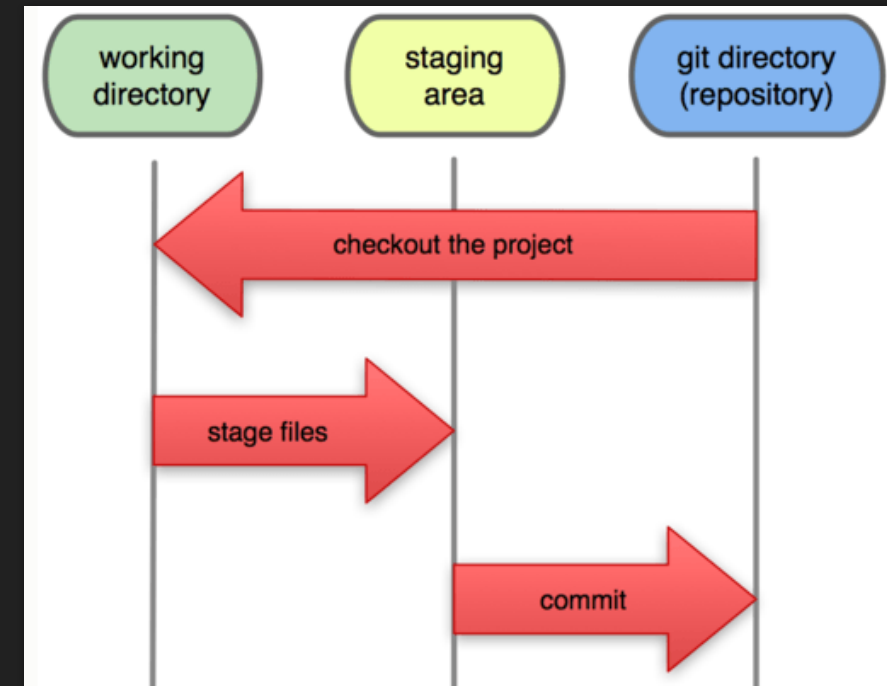 working
directory
staging
area
git directory
(repository)
checkout the project
stage files
commit